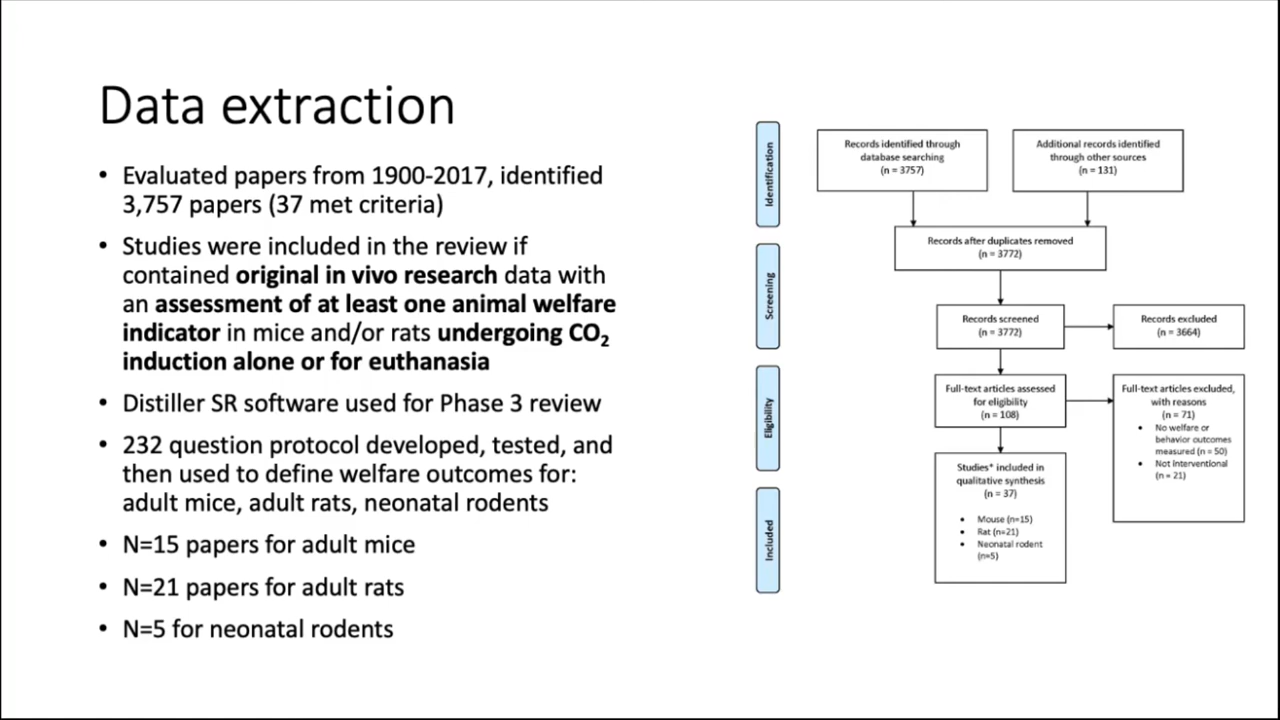 Data extraction
• Evaluated papers from 1900-2017, identified
3,757 papers (37 met criteria)
• Studies were included in the review if
contained original in vivo research data with
an assessment of at least one animal welfare
indicator in mice and/or rats undergoing CO₂
induction alone or for euthanasia
• Distiller SR software used for Phase 3 review
• 232 question protocol developed, tested, and
then used to define welfare outcomes for:
adult mice, adult rats, neonatal rodents
• N=15 papers for adult mice
• N=21 papers for adult rats
• N=5 for neonatal rodents
Identification
Records identified through
database searching
(n = 3757)
Additional records identified
through other sources
(n = 131)
Records after duplicates removed
(n = 3772)
Screening
Records screened
(n = 3772)
Records excluded
(n = 3664)
Eligibility
Full-text articles assessed
for eligibility
(n = 108)
Full-text articles excluded,
with reasons
(n = 71)
• No welfare or
behavior outcomes
measured (n = 50)
• Not interventional
(n = 21)
Included
Studies* included in
qualitative synthesis
(n = 37)
• Mouse (n=15)
• Rat (n=21)
• Neonatal rodent
(n=5)